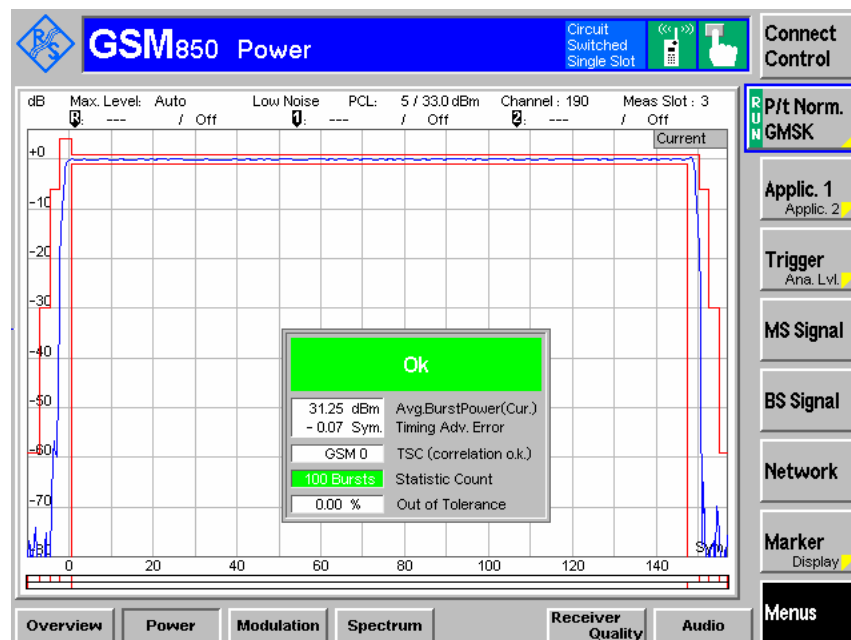 R S
GSM850 Power
Circuit
Switched
Single Slot
Connect
Control
dB Max. Level: Auto Low Noise PCL: 5 / 33.0 dBm Channel : 190 Meas Slot : 3
R: --- / Off 1: --- / Off 2: --- / Off
Current
RUN
P/t Norm.
GMSK
Applic. 1
Applic. 2
Trigger
Ana. Lvl.
MS Signal
BS Signal
Network
Marker
Display
Menus
+0
-10
-20
-30
-40
-50
-60
-70
-80
Ok
31.25 dBm Avg.BurstPower(Cur.)
- 0.07 Sym. Timing Adv. Error
GSM 0 TSC (correlation o.k.)
100 Bursts Statistic Count
0.00 % Out of Tolerance
Sym
0 20 40 60 80 100 120 140
Overview Power Modulation Spectrum Receiver Quality Audio